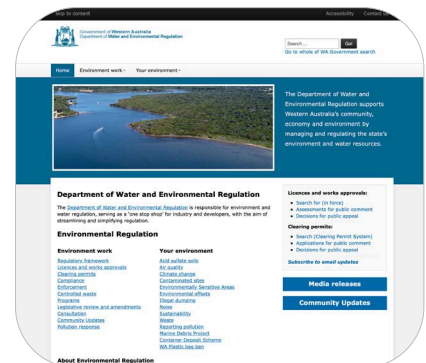 Skip to content
Accessibility Contact
Government of Western Australia
Department of Water and Environmental Regulation
Search ... Go!
Go to whole of WA Government search
Home Environment work Your environment
The Department of Water and
Environmental Regulation supports
Western Australia's community,
economy and environment by
managing and regulating the state's
environment and water resources.
Department of Water and Environmental Regulation
The Department of Water and Environmental Regulation is responsible for environment and
water regulation, serving as a 'one stop shop' for industry and developers, with the aim of
streamlining and simplifying regulation.
Environmental Regulation
Environment work
Regulatory framework
Licences and works approvals
Clearing permits
Compliance
Enforcement
Controlled waste
Programs
Legislative review and amendments
Consultation
Community Updates
Pollution response
Your environment
Acid sulfate soils
Air quality
Climate change
Contaminated sites
Environmentally Sensitive Areas
Environmental offsets
Illegal dumping
Noise
Sustainability
Waste
Reporting pollution
Marine Debris Project
Container Deposit Scheme
WA Plastic bag ban
About Environmental Regulation
Licences and works approvals:
Search for (in force)
Assessments for public comment
Decisions for public appeal
Clearing permits:
Search (Clearing Permit System)
Applications for public comment
Decisions for public appeal
Subscribe to email updates
Media releases
Community Updates